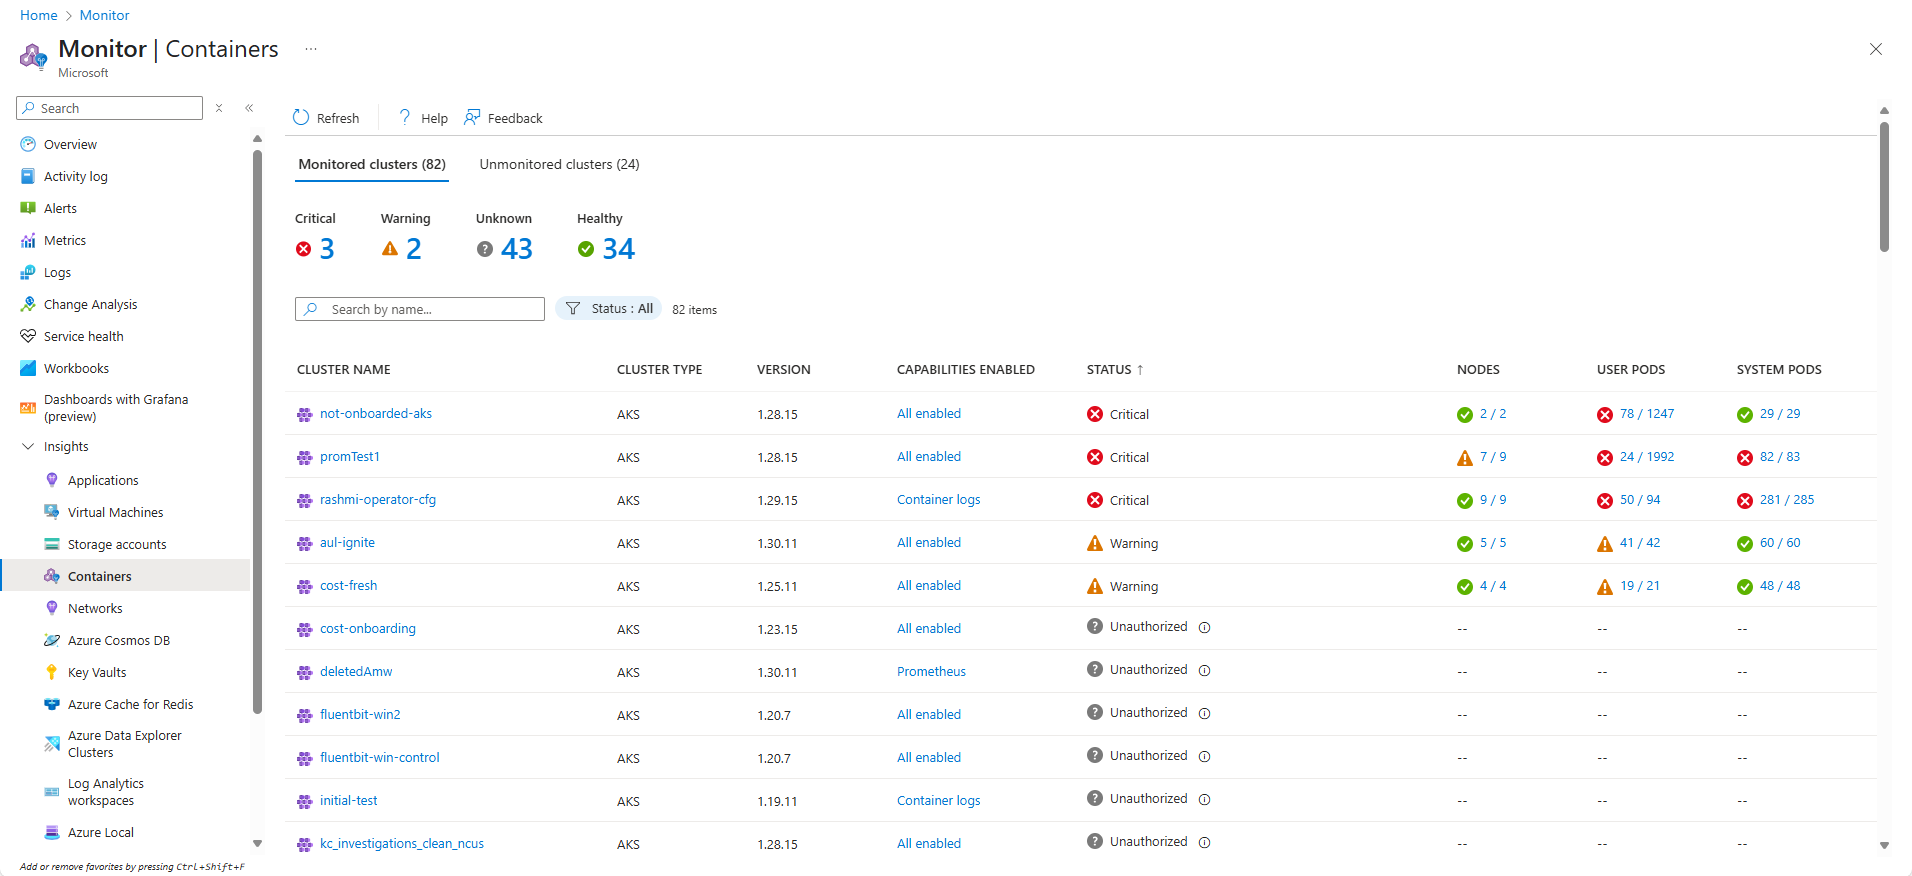 Home > Monitor
Monitor | Containers ...
Microsoft
Search
Overview
Activity log
Alerts
Metrics
Logs
Change Analysis
Service health
Workbooks
Dashboards with Grafana
(preview)
Insights
Applications
Virtual Machines
Storage accounts
Containers
Networks
Azure Cosmos DB
Key Vaults
Azure Cache for Redis
Azure Data Explorer
Clusters
Log Analytics
workspaces
Azure Local
Add or remove favorites by pressing Ctrl+Shift+F
Refresh Help Feedback
Monitored clusters (82) Unmonitored clusters (24)
Critical Warning Unknown Healthy
3 2 43 34
Search by name... Status : All 82 items
CLUSTER NAME CLUSTER TYPE VERSION CAPABILITIES ENABLED STATUS ↑ NODES USER PODS SYSTEM PODS
not-onboarded-aks AKS 1.28.15 All enabled Critical 2 / 2 78 / 1247 29 / 29
promTest1 AKS 1.28.15 All enabled Critical 7 / 9 24 / 1992 82 / 83
rashmi-operator-cfg AKS 1.29.15 Container logs Critical 9 / 9 50 / 94 281 / 285
aul-ignite AKS 1.30.11 All enabled Warning 5 / 5 41 / 42 60 / 60
cost-fresh AKS 1.25.11 All enabled Warning 4 / 4 19 / 21 48 / 48
cost-onboarding AKS 1.23.15 All enabled Unauthorized -- -- --
deletedAmw AKS 1.30.11 Prometheus Unauthorized -- -- --
fluentbit-win2 AKS 1.20.7 All enabled Unauthorized -- -- --
fluentbit-win-control AKS 1.20.7 All enabled Unauthorized -- -- --
initial-test AKS 1.19.11 Container logs Unauthorized -- -- --
kc_investigations_clean_ncus AKS 1.28.15 All enabled Unauthorized -- -- --